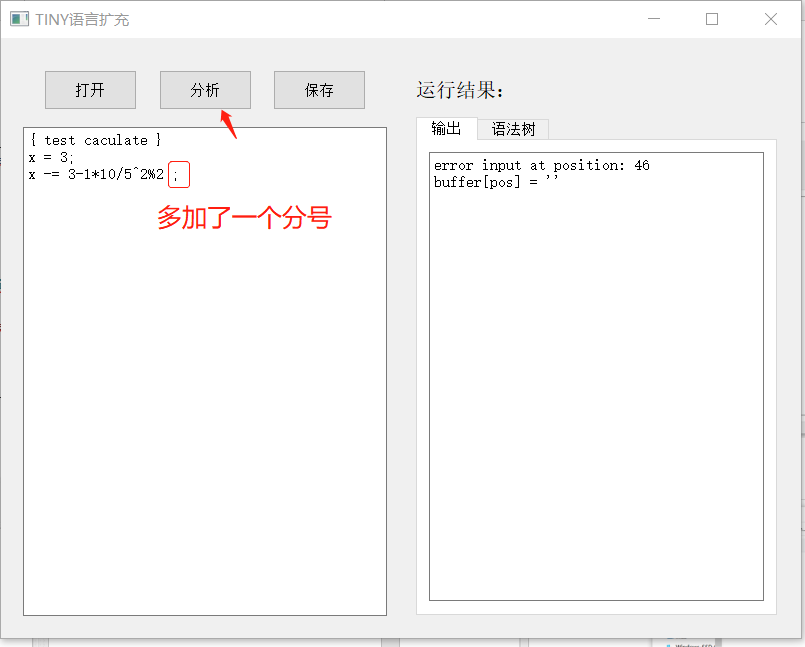 TINY语言扩充
打开
分析
保存
运行结果：
输出
语法树
{ test caculate }
x = 3;
x -= 3-1*10/5^2%2 ;
多加了一个分号
error input at position: 46
buffer[pos] = ''